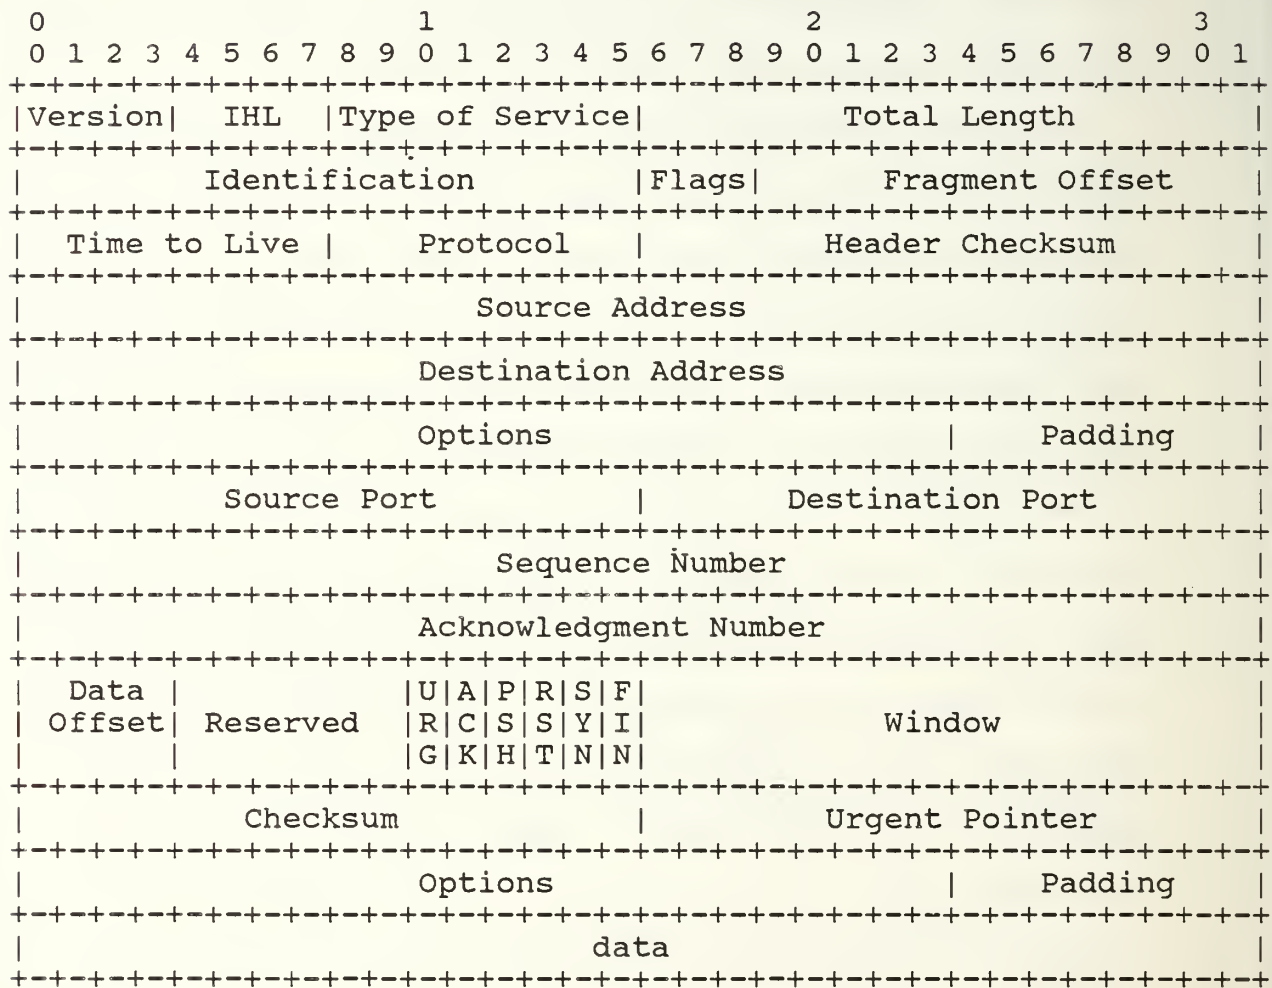 0                   1                   2                   3
 0 1 2 3 4 5 6 7 8 9 0 1 2 3 4 5 6 7 8 9 0 1 2 3 4 5 6 7 8 9 0 1
+-+-+-+-+-+-+-+-+-+-+-+-+-+-+-+-+-+-+-+-+-+-+-+-+-+-+-+-+-+-+-+-+
|Version|  IHL  |Type of Service|          Total Length         |
+-+-+-+-+-+-+-+-+-+-+-+-+-+-+-+-+-+-+-+-+-+-+-+-+-+-+-+-+-+-+-+-+
|         Identification        |Flags|      Fragment Offset    |
+-+-+-+-+-+-+-+-+-+-+-+-+-+-+-+-+-+-+-+-+-+-+-+-+-+-+-+-+-+-+-+-+
|  Time to Live |    Protocol   |         Header Checksum       |
+-+-+-+-+-+-+-+-+-+-+-+-+-+-+-+-+-+-+-+-+-+-+-+-+-+-+-+-+-+-+-+-+
|                       Source Address                          |
+-+-+-+-+-+-+-+-+-+-+-+-+-+-+-+-+-+-+-+-+-+-+-+-+-+-+-+-+-+-+-+-+
|                    Destination Address                        |
+-+-+-+-+-+-+-+-+-+-+-+-+-+-+-+-+-+-+-+-+-+-+-+-+-+-+-+-+-+-+-+-+
|                    Options                    |    Padding    |
+-+-+-+-+-+-+-+-+-+-+-+-+-+-+-+-+-+-+-+-+-+-+-+-+-+-+-+-+-+-+-+-+
|          Source Port          |       Destination Port        |
+-+-+-+-+-+-+-+-+-+-+-+-+-+-+-+-+-+-+-+-+-+-+-+-+-+-+-+-+-+-+-+-+
|                        Sequence Number                        |
+-+-+-+-+-+-+-+-+-+-+-+-+-+-+-+-+-+-+-+-+-+-+-+-+-+-+-+-+-+-+-+-+
|                    Acknowledgment Number                      |
+-+-+-+-+-+-+-+-+-+-+-+-+-+-+-+-+-+-+-+-+-+-+-+-+-+-+-+-+-+-+-+-+
|  Data |           |U|A|P|R|S|F|                               |
| Offset| Reserved  |R|C|S|S|Y|I|            Window             |
|       |           |G|K|H|T|N|N|                               |
+-+-+-+-+-+-+-+-+-+-+-+-+-+-+-+-+-+-+-+-+-+-+-+-+-+-+-+-+-+-+-+-+
|           Checksum            |         Urgent Pointer        |
+-+-+-+-+-+-+-+-+-+-+-+-+-+-+-+-+-+-+-+-+-+-+-+-+-+-+-+-+-+-+-+-+
|                    Options                    |    Padding    |
+-+-+-+-+-+-+-+-+-+-+-+-+-+-+-+-+-+-+-+-+-+-+-+-+-+-+-+-+-+-+-+-+
|                             data                              |
+-+-+-+-+-+-+-+-+-+-+-+-+-+-+-+-+-+-+-+-+-+-+-+-+-+-+-+-+-+-+-+-+